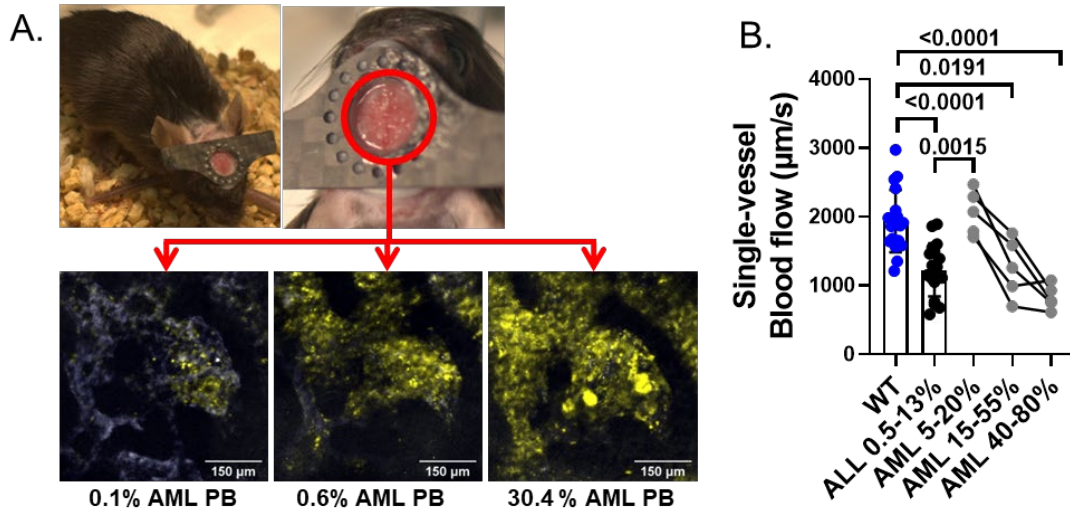 A.
150 µm
150 µm
150 µm
0.1% AML PB
0.6% AML PB
30.4 % AML PB
B.
<0.0001
0.0191
<0.0001
0.0015
4000
3000
2000
1000
0
Single-vessel
Blood flow (µm/s)
WT
ALL 0.5-13%
AML 5-20%
AML 15-55%
AML 40-80%